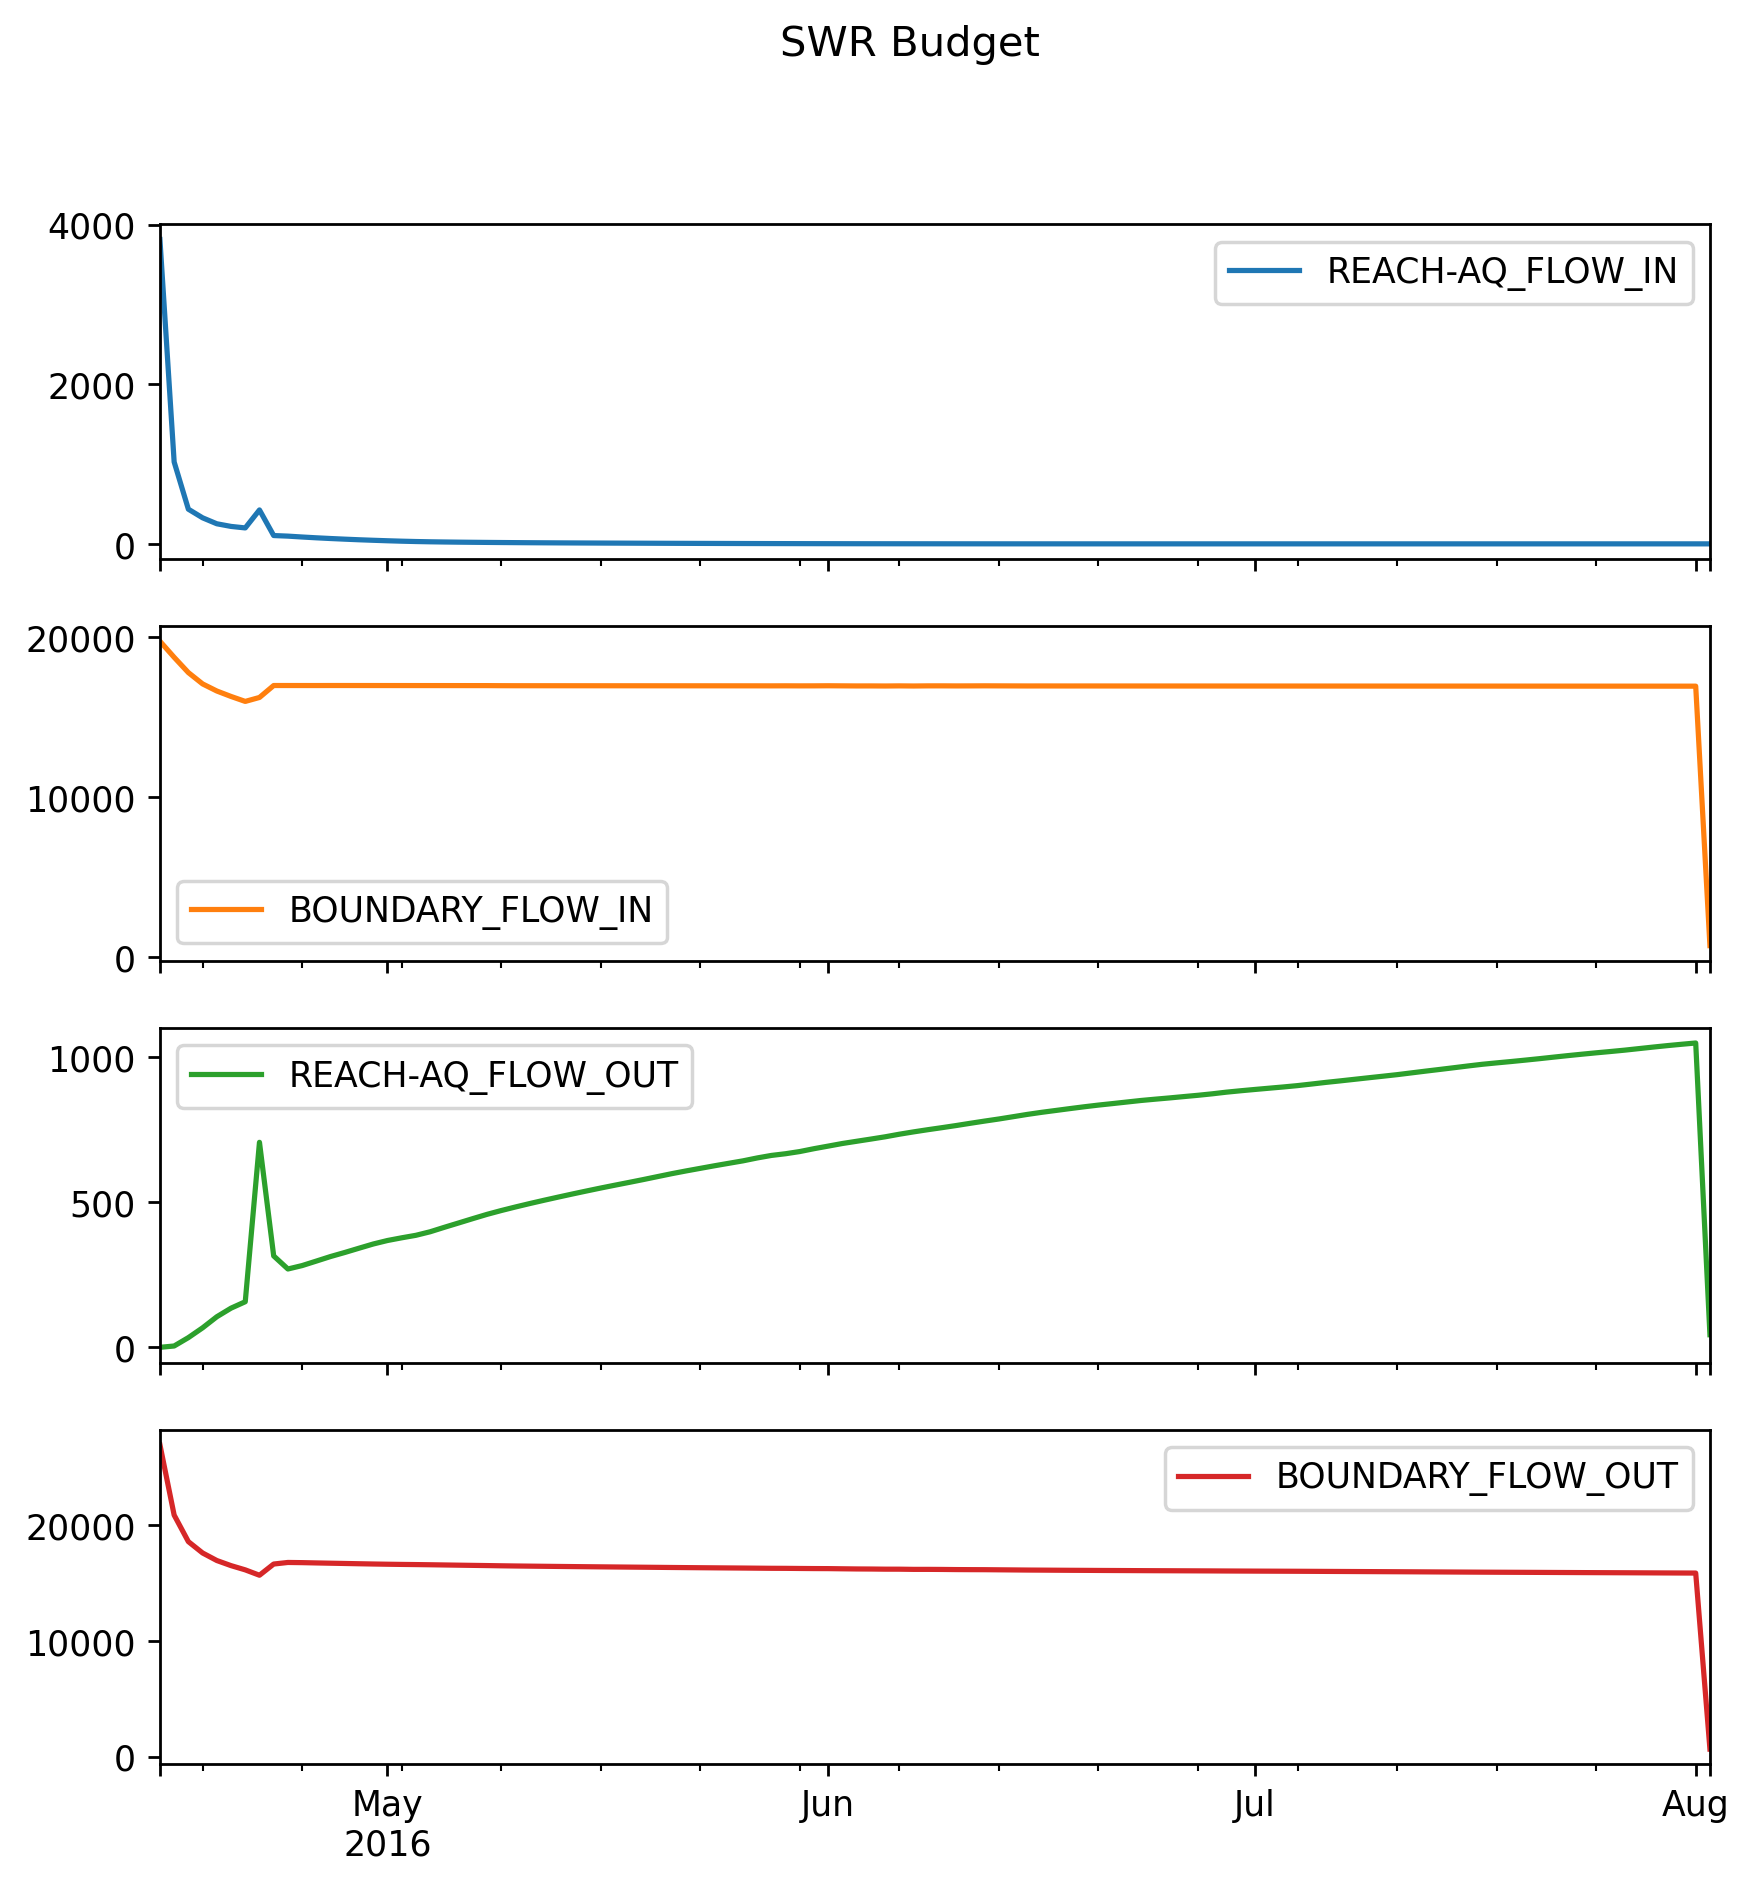 SWR Budget
4000
2000
0
REACH-AQ_FLOW_IN
20000
10000
0
BOUNDARY_FLOW_IN
1000
500
0
REACH-AQ_FLOW_OUT
20000
10000
0
BOUNDARY_FLOW_OUT
May Jun Jul Aug
2016